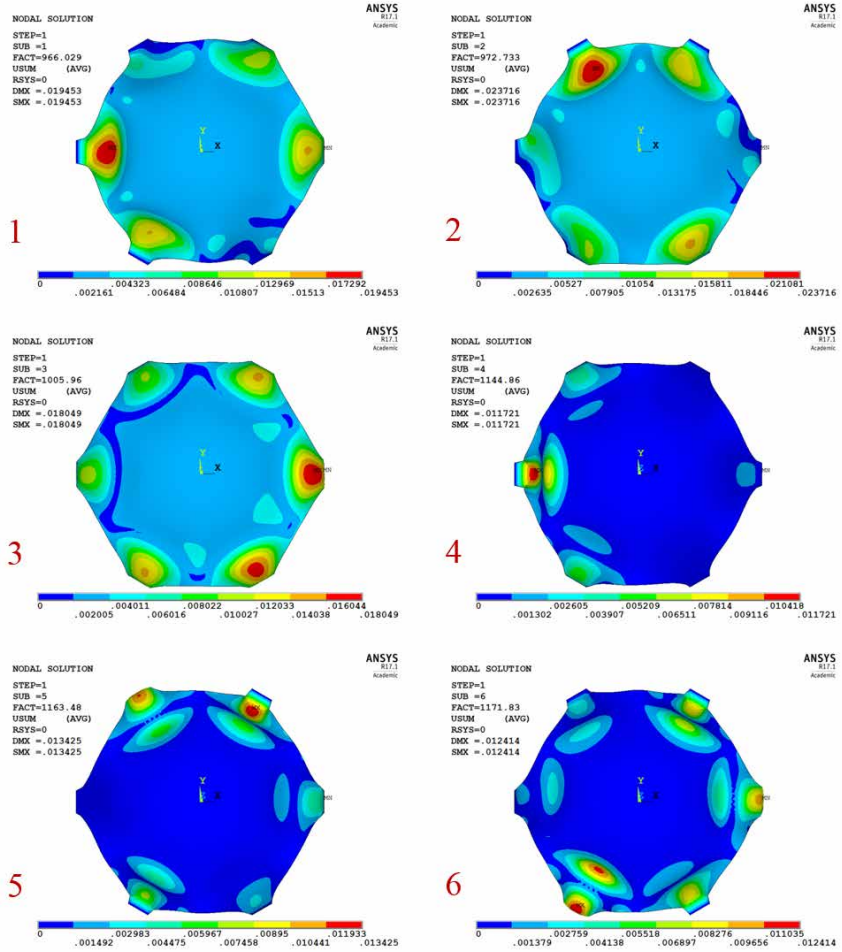 ANSYS
R17.1
Academic
NODAL SOLUTION
STEP=1
SUB =1
FACT=966.029
USUM (AVG)
RSYS=0
DMX =.019453
SMX =.019453
Y
X
MN
1
0 .004323 .008646 .012969 .017292
.002161 .006484 .010807 .01513 .019453
ANSYS
R17.1
Academic
NODAL SOLUTION
STEP=1
SUB =2
FACT=972.733
USUM (AVG)
RSYS=0
DMX =.023716
SMX =.023716
Y
X
MN
2
0 .00527 .01054 .015811 .021081
.002635 .007905 .013175 .018446 .023716
ANSYS
R17.1
Academic
NODAL SOLUTION
STEP=1
SUB =3
FACT=1005.96
USUM (AVG)
RSYS=0
DMX =.018049
SMX =.018049
Y
X
MN
3
0 .004011 .008022 .012033 .016044
.002005 .006016 .010027 .014038 .018049
ANSYS
R17.1
Academic
NODAL SOLUTION
STEP=1
SUB =4
FACT=1144.86
USUM (AVG)
RSYS=0
DMX =.011721
SMX =.011721
Y
X
MN
4
0 .002605 .005209 .007814 .010418
.001302 .003907 .006511 .009116 .011721
ANSYS
R17.1
Academic
NODAL SOLUTION
STEP=1
SUB =5
FACT=1163.48
USUM (AVG)
RSYS=0
DMX =.013425
SMX =.013425
Y
X
MN
5
0 .002983 .005967 .00895 .011933
.001492 .004475 .007458 .010441 .013425
ANSYS
R17.1
Academic
NODAL SOLUTION
STEP=1
SUB =6
FACT=1171.83
USUM (AVG)
RSYS=0
DMX =.012414
SMX =.012414
Y
X
MN
6
0 .002759 .005518 .008276 .011035
.001379 .004138 .006897 .009656 .012414